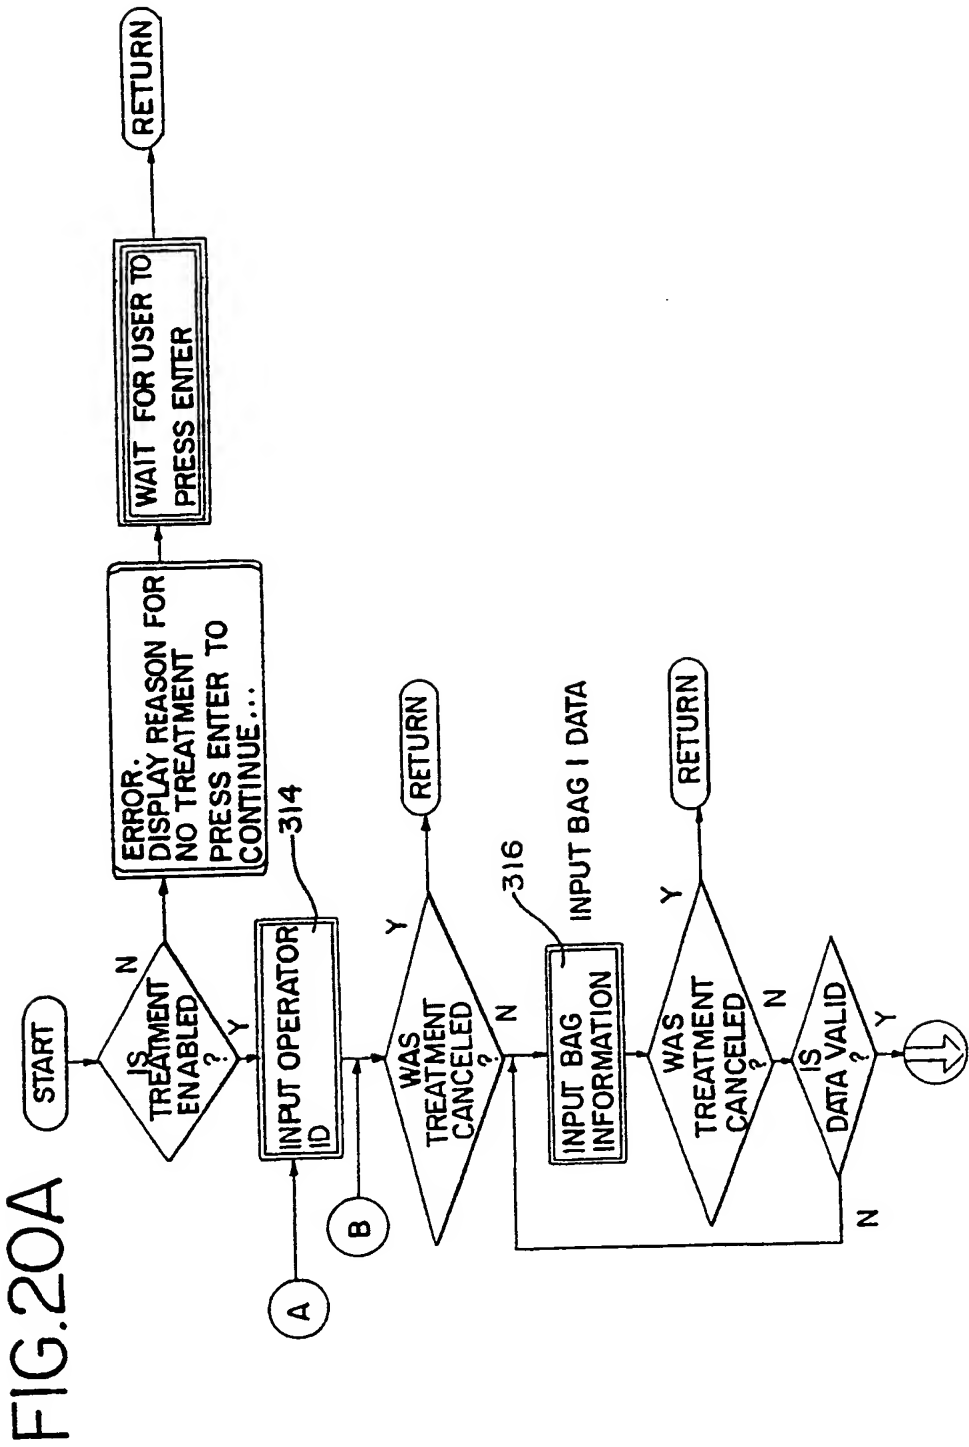 FIG.20A
START
IS
TREATMENT
ENABLED
?
N
Y
ERROR.
DISPLAY REASON FOR
NO TREATMENT
PRESS ENTER TO
CONTINUE...
WAIT FOR USER TO
PRESS ENTER
RETURN
A
INPUT OPERATOR
ID
314
B
WAS
TREATMENT
CANCELED
?
Y
RETURN
N
INPUT BAG
INFORMATION
316
INPUT BAG 1 DATA
WAS
TREATMENT
CANCELED
?
Y
RETURN
N
IS
DATA VALID
?
N
Y